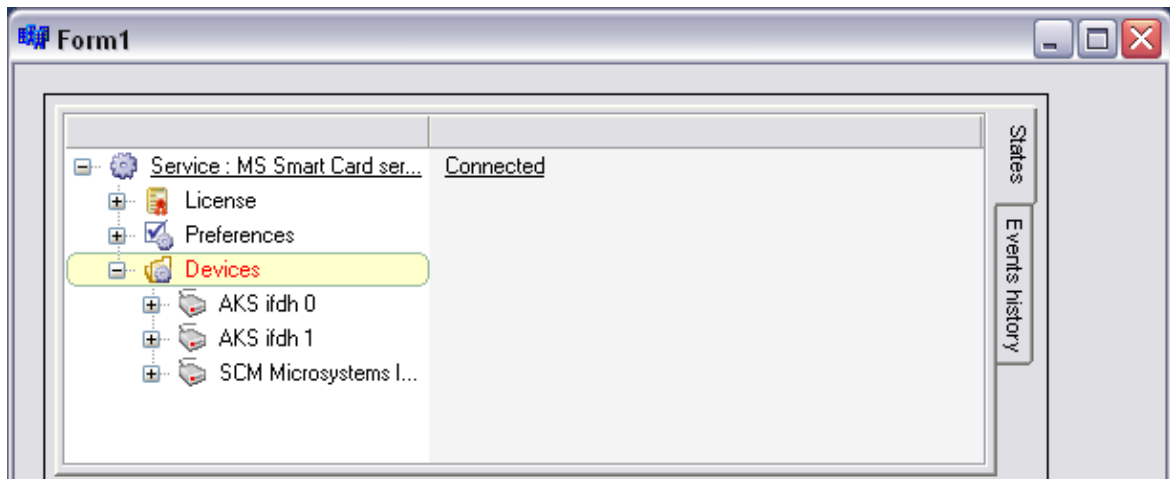 Form1
Service : MS Smart Card ser... Connected
License
Preferences
Devices
AKS ifdh 0
AKS ifdh 1
SCM Microsystems I...
States
Events history